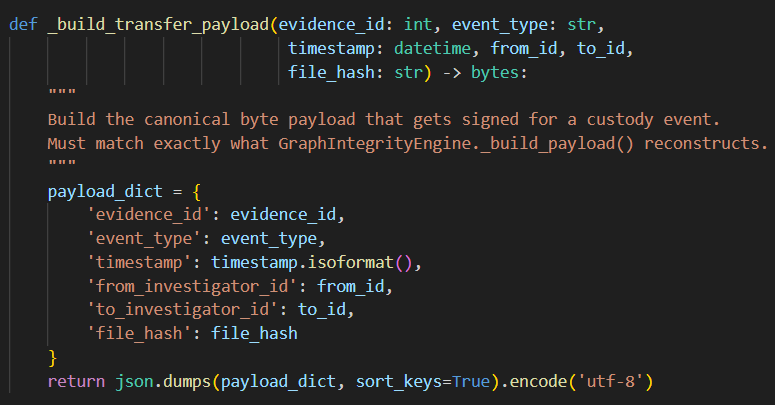 def _build_transfer_payload(evidence_id: int, event_type: str,
                            timestamp: datetime, from_id, to_id,
                            file_hash: str) -> bytes:
    """
    Build the canonical byte payload that gets signed for a custody event.
    Must match exactly what GraphIntegrityEngine._build_payload() reconstructs.
    """
    payload_dict = {
        'evidence_id': evidence_id,
        'event_type': event_type,
        'timestamp': timestamp.isoformat(),
        'from_investigator_id': from_id,
        'to_investigator_id': to_id,
        'file_hash': file_hash
    }
    return json.dumps(payload_dict, sort_keys=True).encode('utf-8')